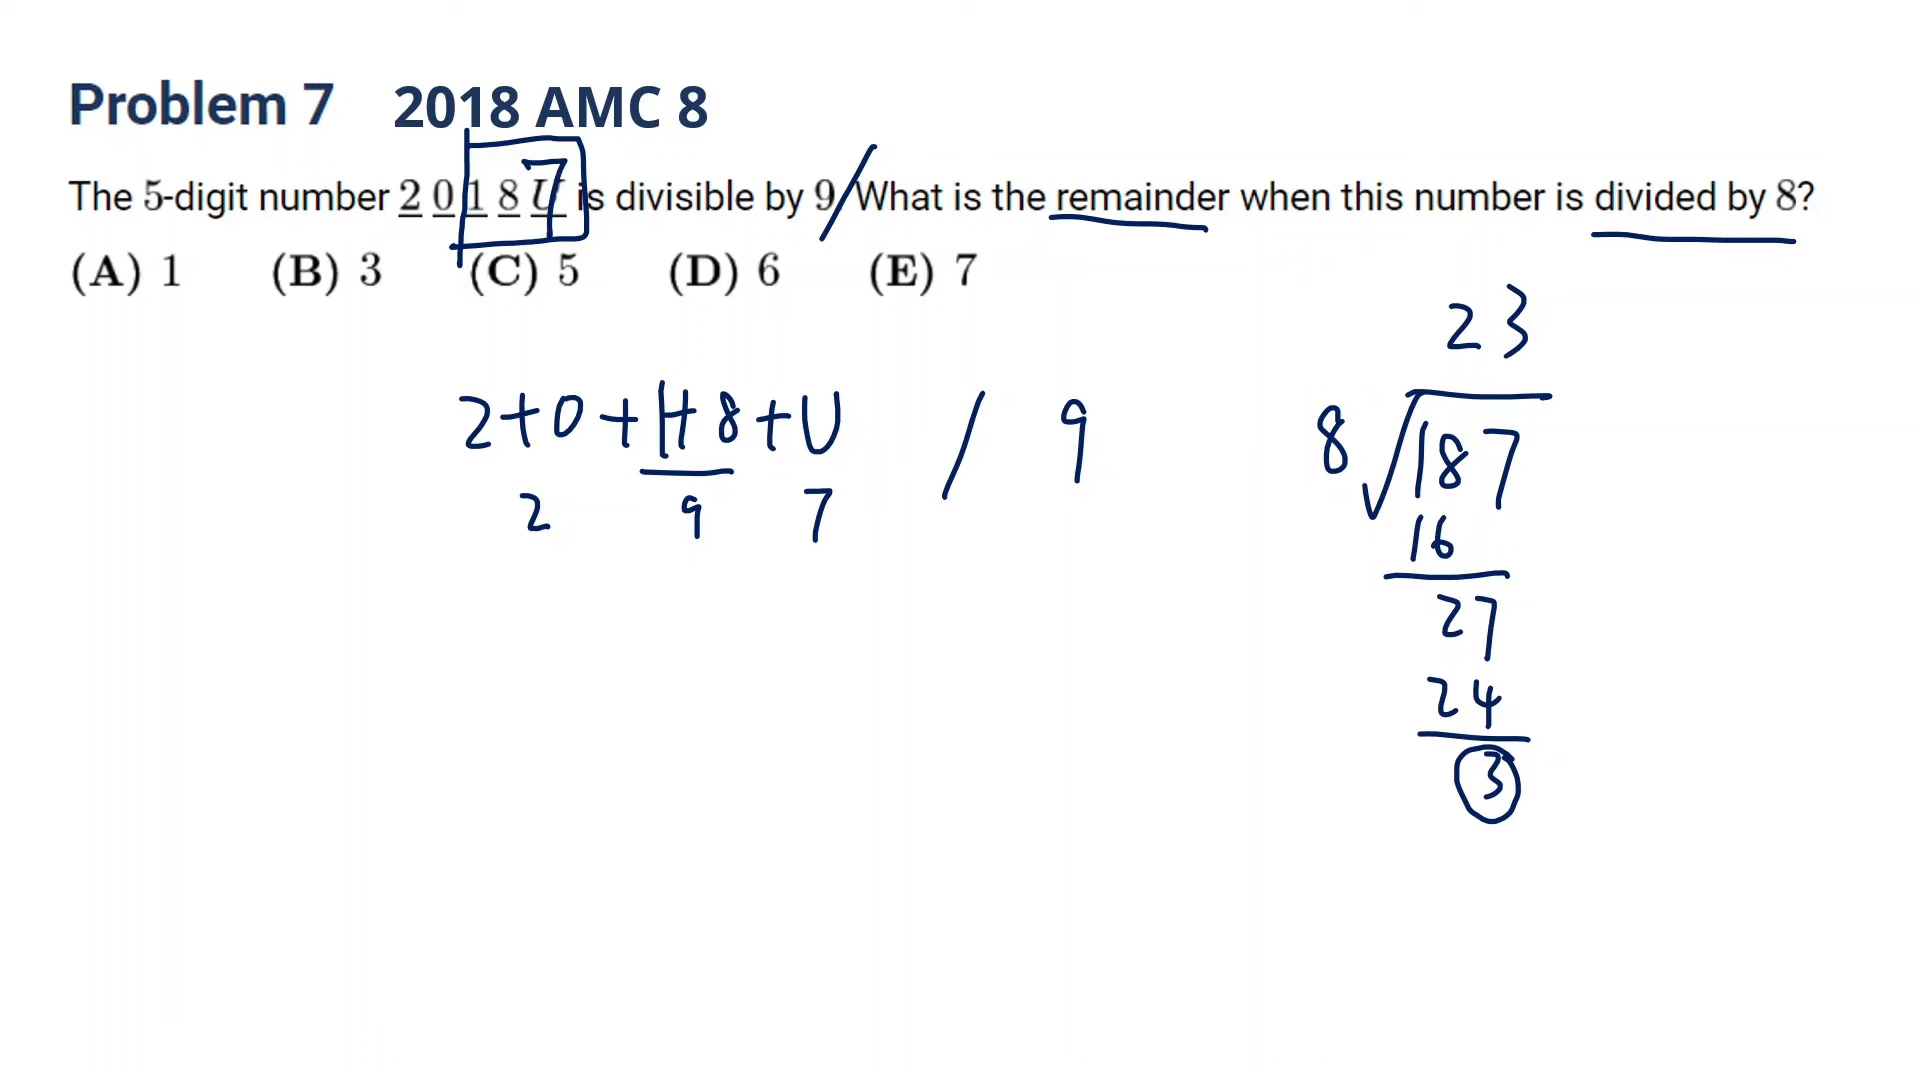 Problem 7 2018 AMC 8
7
The 5-digit number 2 0 1 8 U is divisible by 9. What is the remainder when this number is divided by 8?
(A) 1 (B) 3 (C) 5 (D) 6 (E) 7
23
2+0+1+8+U / 9
8 187
2 9 7
16
27
24
3